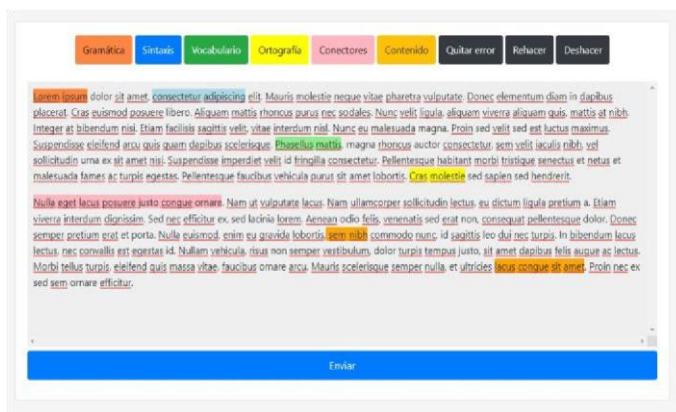 Gramática Sintaxis Vocabulario Ortografía Conectores Contenido Quitar error Rehacer Deshacer
Lorem ipsum dolor sit amet, consectetur adipiscing elit. Mauris molestie neque vitae pharetra vulputate. Donec elementum diam in dapibus
placerat. Cras euismod posuere libero. Aliquam mattis rhoncus purus nec sodales. Nunc velit ligula, aliquam viverra aliquam quis, mattis at nibh.
Integer at bibendum nisi. Etiam facilisis sagittis velit, vitae interdum nisl. Nunc eu malesuada magna. Proin sed velit sed est luctus maximus.
Suspendisse eleifend arcu quis quam dapibus scelerisque. Phasellus mattis, magna rhoncus auctor consectetur, sem velit iaculis nibh, vel
sollicitudin urna ex sit amet nisi. Suspendisse imperdiet velit id fringilla consectetur. Pellentesque habitant morbi tristique senectus et netus et
malesuada fames ac turpis egestas. Pellentesque faucibus vehicula purus sit amet lobortis. Cras molestie sed sapien sed hendrerit.
Nulla eget lacus posuere justo congue ornare. Nam ut vulputate lacus. Nam ullamcorper sollicitudin lectus, eu dictum ligula pretium a. Etiam
viverra interdum dignissim. Sed nec efficitur ex, sed lacinia lorem. Aenean odio felis, venenatis sed erat non, consequat pellentesque dolor. Donec
semper pretium erat et porta. Nulla euismod, enim eu gravida lobortis, sem nibh commodo nunc, id sagittis leo dui nec turpis. In bibendum lacus
lectus, nec convallis est egestas id. Nullam vehicula, risus non semper vestibulum, dolor turpis tempus justo, sit amet dapibus felis augue ac lectus.
Morbi tellus turpis, eleifend quis massa vitae, faucibus ornare arcu. Mauris scelerisque semper nulla, et ultricies lacus congue sit amet. Proin nec ex
sed sem ornare efficitur.
Enviar